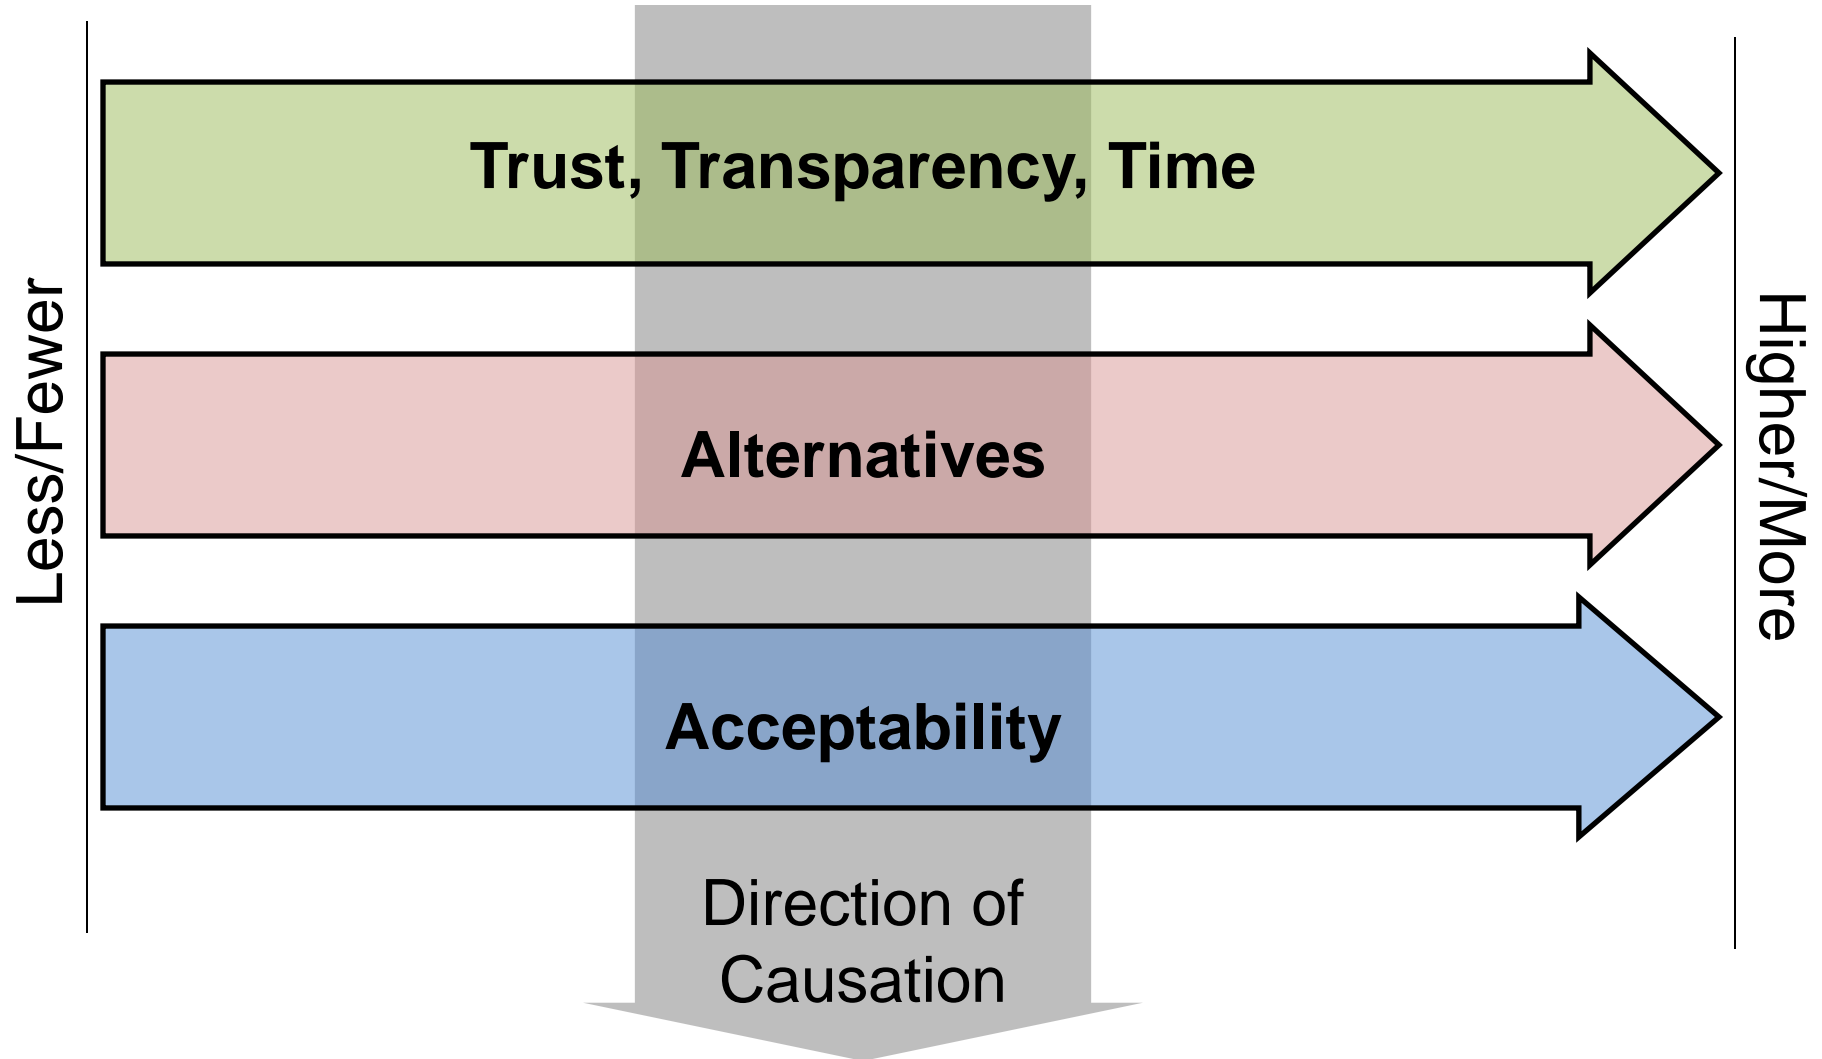 Trust, Transparency, Time
Less/Fewer
Higher/More
Alternatives
Acceptability
Direction of
Causation